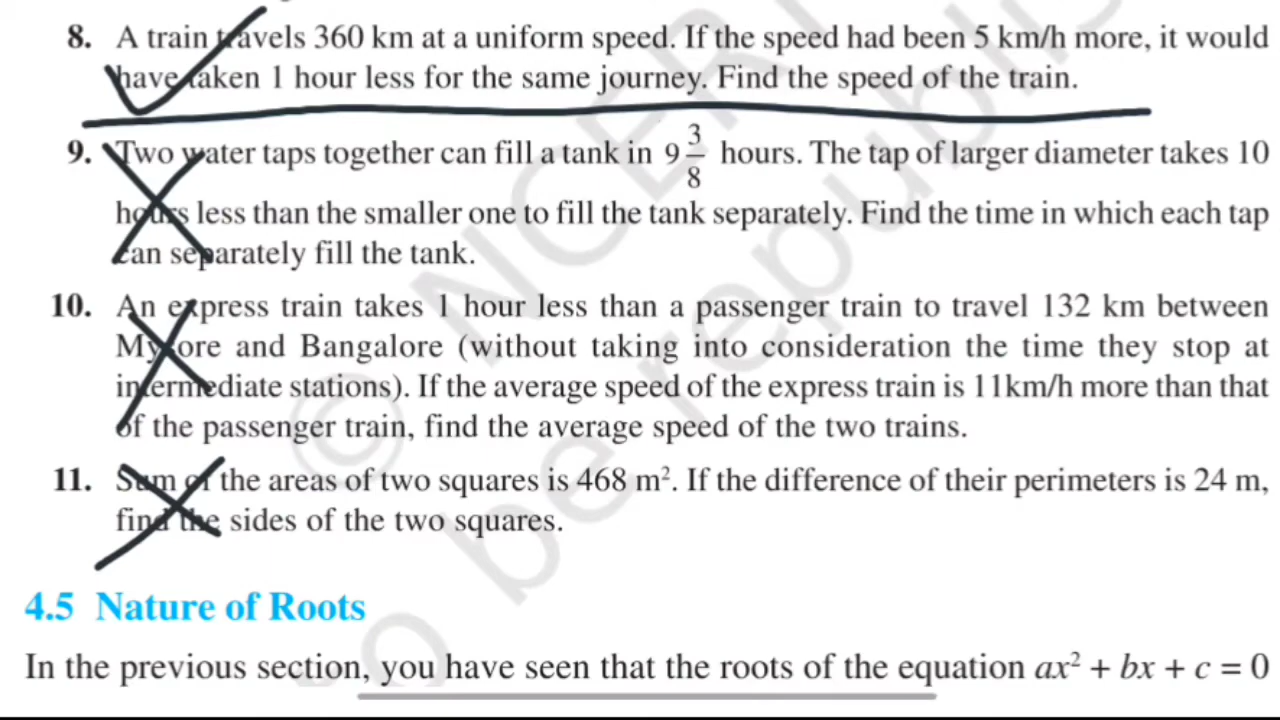 8. A train travels 360 km at a uniform speed. If the speed had been 5 km/h more, it would
have taken 1 hour less for the same journey. Find the speed of the train.
9. Two water taps together can fill a tank in 9 3/8 hours. The tap of larger diameter takes 10
hours less than the smaller one to fill the tank separately. Find the time in which each tap
can separately fill the tank.
10. An express train takes 1 hour less than a passenger train to travel 132 km between
Mysore and Bangalore (without taking into consideration the time they stop at
intermediate stations). If the average speed of the express train is 11km/h more than that
of the passenger train, find the average speed of the two trains.
11. Sum of the areas of two squares is 468 m². If the difference of their perimeters is 24 m,
find the sides of the two squares.
4.5 Nature of Roots
In the previous section, you have seen that the roots of the equation ax² + bx + c = 0
© NCERT
o be republis